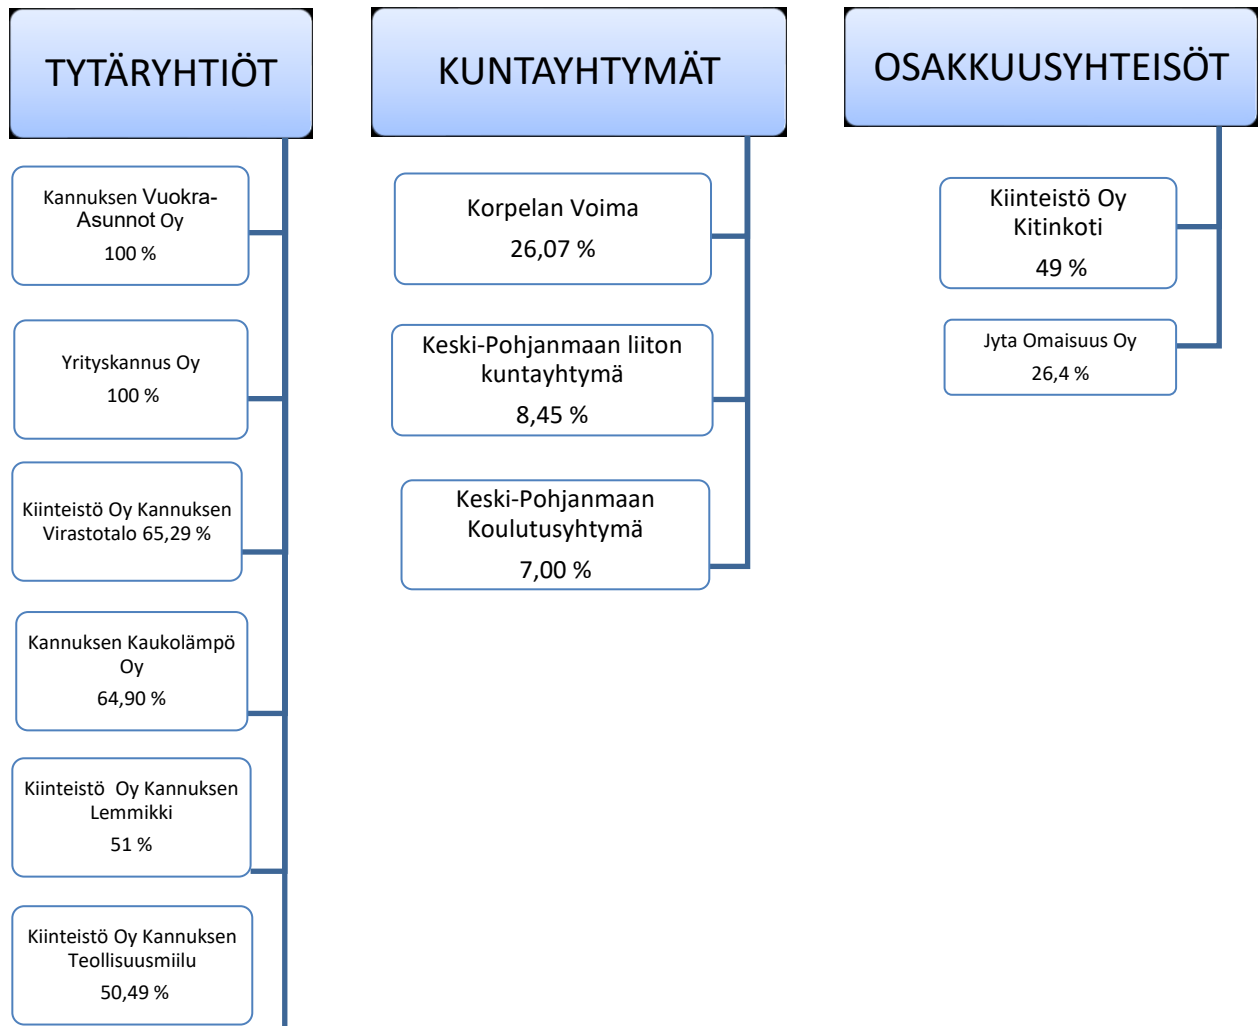 TYTÄRYHTIÖT
Kannuksen Vuokra-
Asunnot Oy
100 %
Yrityskannus Oy
100 %
Kiinteistö Oy Kannuksen
Virastotalo 65,29 %
Kannuksen Kaukolämpö
Oy
64,90 %
Kiinteistö  Oy Kannuksen
Lemmikki
51 %
Kiinteistö Oy Kannuksen
Teollisuusmiilu
50,49 %
KUNTAYHTYMÄT
Korpelan Voima
26,07 %
Keski-Pohjanmaan liiton
kuntayhtymä
8,45 %
Keski-Pohjanmaan
Koulutusyhtymä
7,00 %
OSAKKUUSYHTEISÖT
Kiinteistö Oy
Kitinkoti
49 %
Jyta Omaisuus Oy
26,4 %